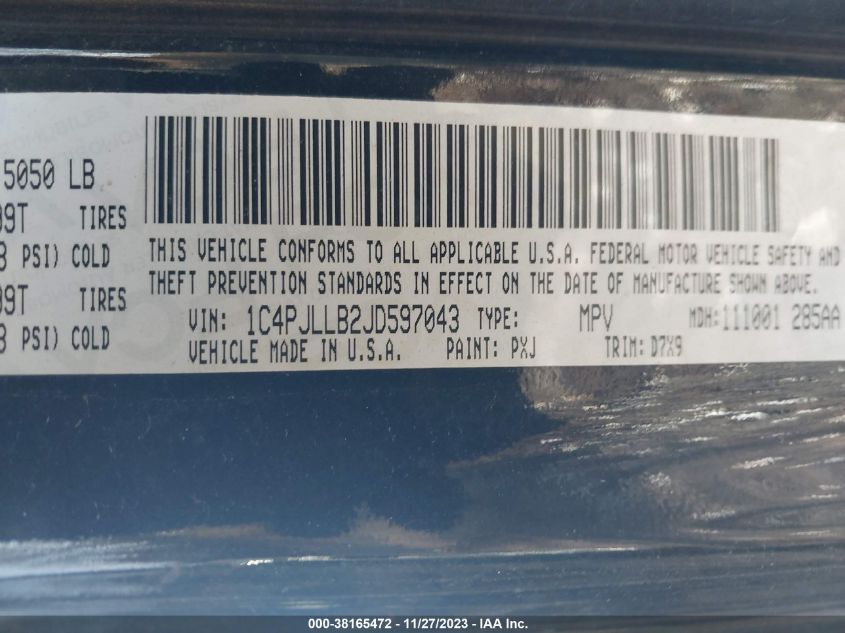 5050 LB
99T TIRES
PSI) COLD
THIS VEHICLE CONFORMS TO ALL APPLICABLE U.S.A. FEDERAL MOTOR VEHICLE SAFETY AND
THEFT PREVENTION STANDARDS IN EFFECT ON THE DATE OF MANUFACTURE SHOWN ABOVE.
99T TIRES
PSI) COLD
VIN: 1C4PJLLB2JD597043 TYPE: MPV MDH: 111001 285AA
VEHICLE MADE IN U.S.A. PAINT: PXJ TRIM: D7X9
000-38165472 - 11/27/2023 - IAA Inc.